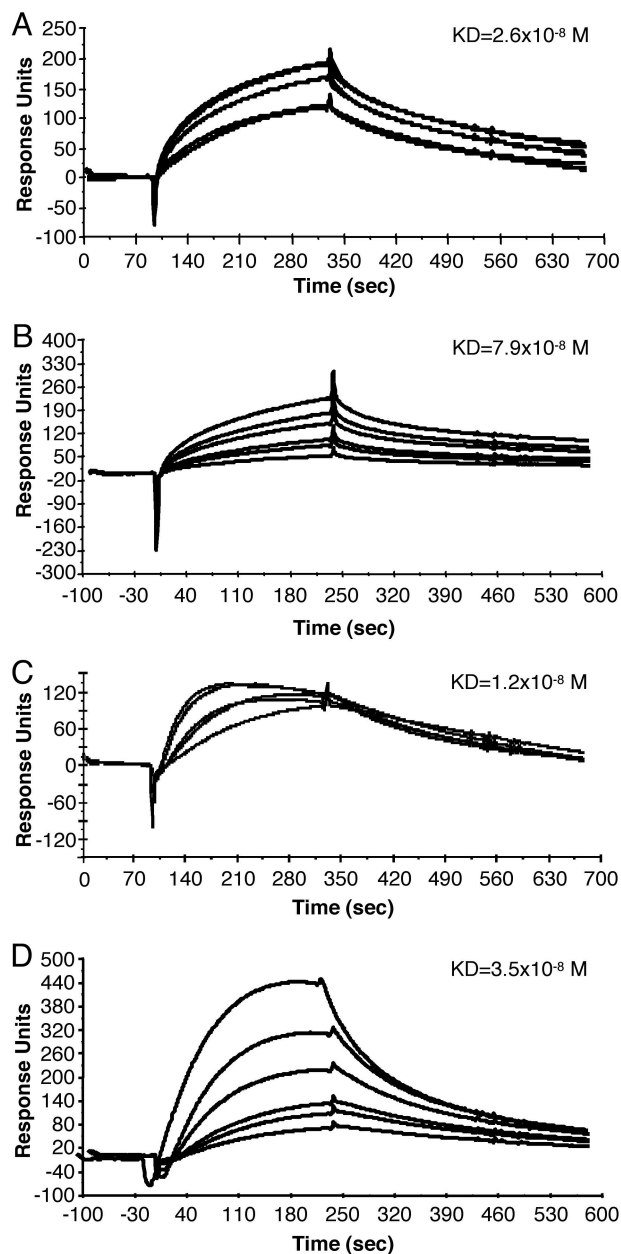 A
KD=2.6x10-8 M
Response Units
250
200
150
100
50
0
-50
-100
0 70 140 210 280 350 420 490 560 630 700
Time (sec)
B
KD=7.9x10-8 M
Response Units
400
330
260
190
120
50
-20
-90
-160
-230
-300
-100 -30 40 110 180 250 320 390 460 530 600
Time (sec)
C
KD=1.2x10-8 M
Response Units
120
60
0
-60
-120
0 70 140 210 280 350 420 490 560 630 700
Time (sec)
D
KD=3.5x10-8 M
Response Units
500
440
380
320
260
200
140
80
20
-40
-100
-100 -30 40 110 180 250 320 390 460 530 600
Time (sec)